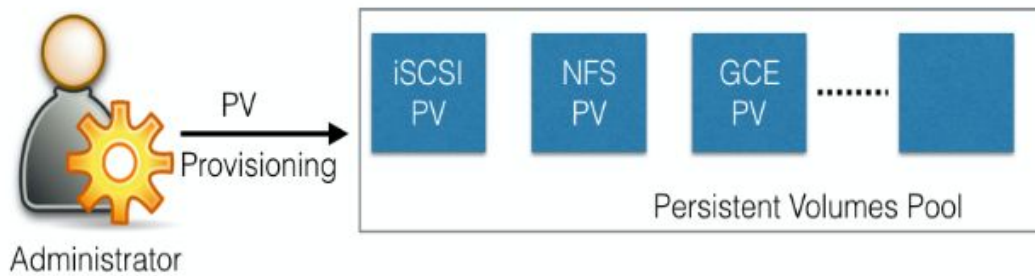 iSCSI
PV
NFS
PV
GCE
PV
PV
Provisioning
Persistent Volumes Pool
Administrator